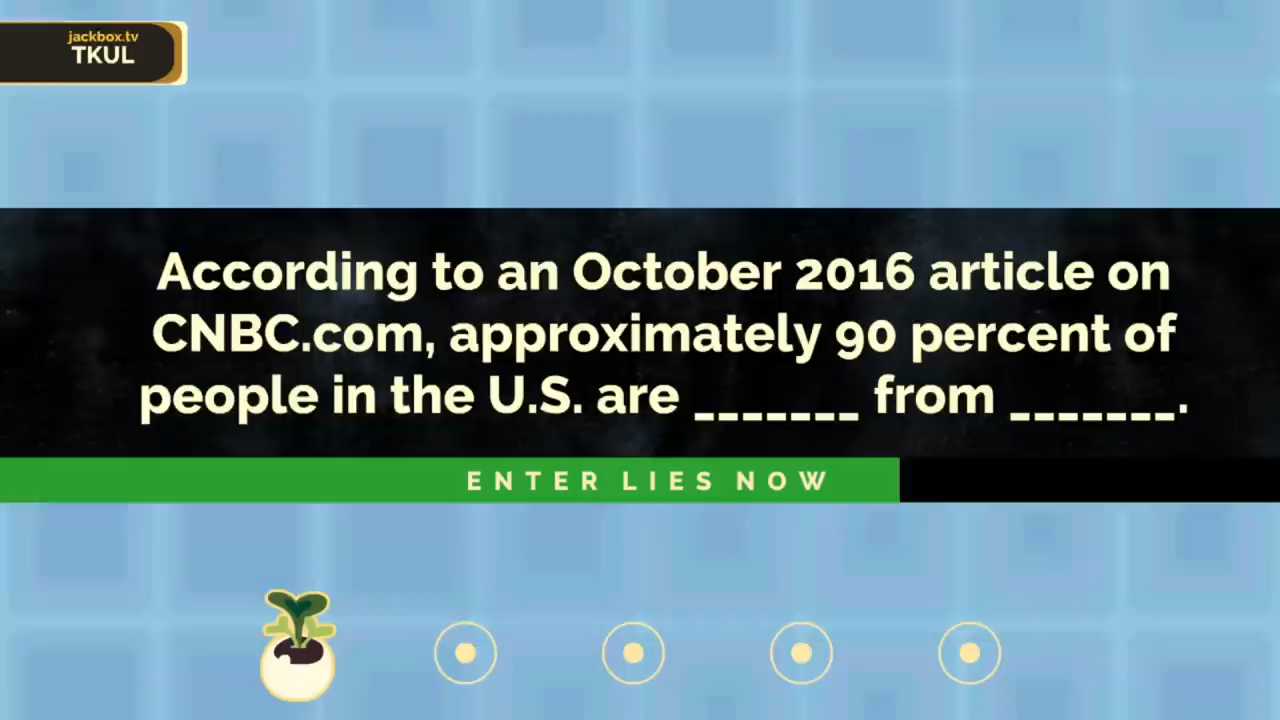 jackbox.tv
TKUL
According to an October 2016 article on
CNBC.com, approximately 90 percent of
people in the U.S. are _______ from _______.
ENTER LIES NOW